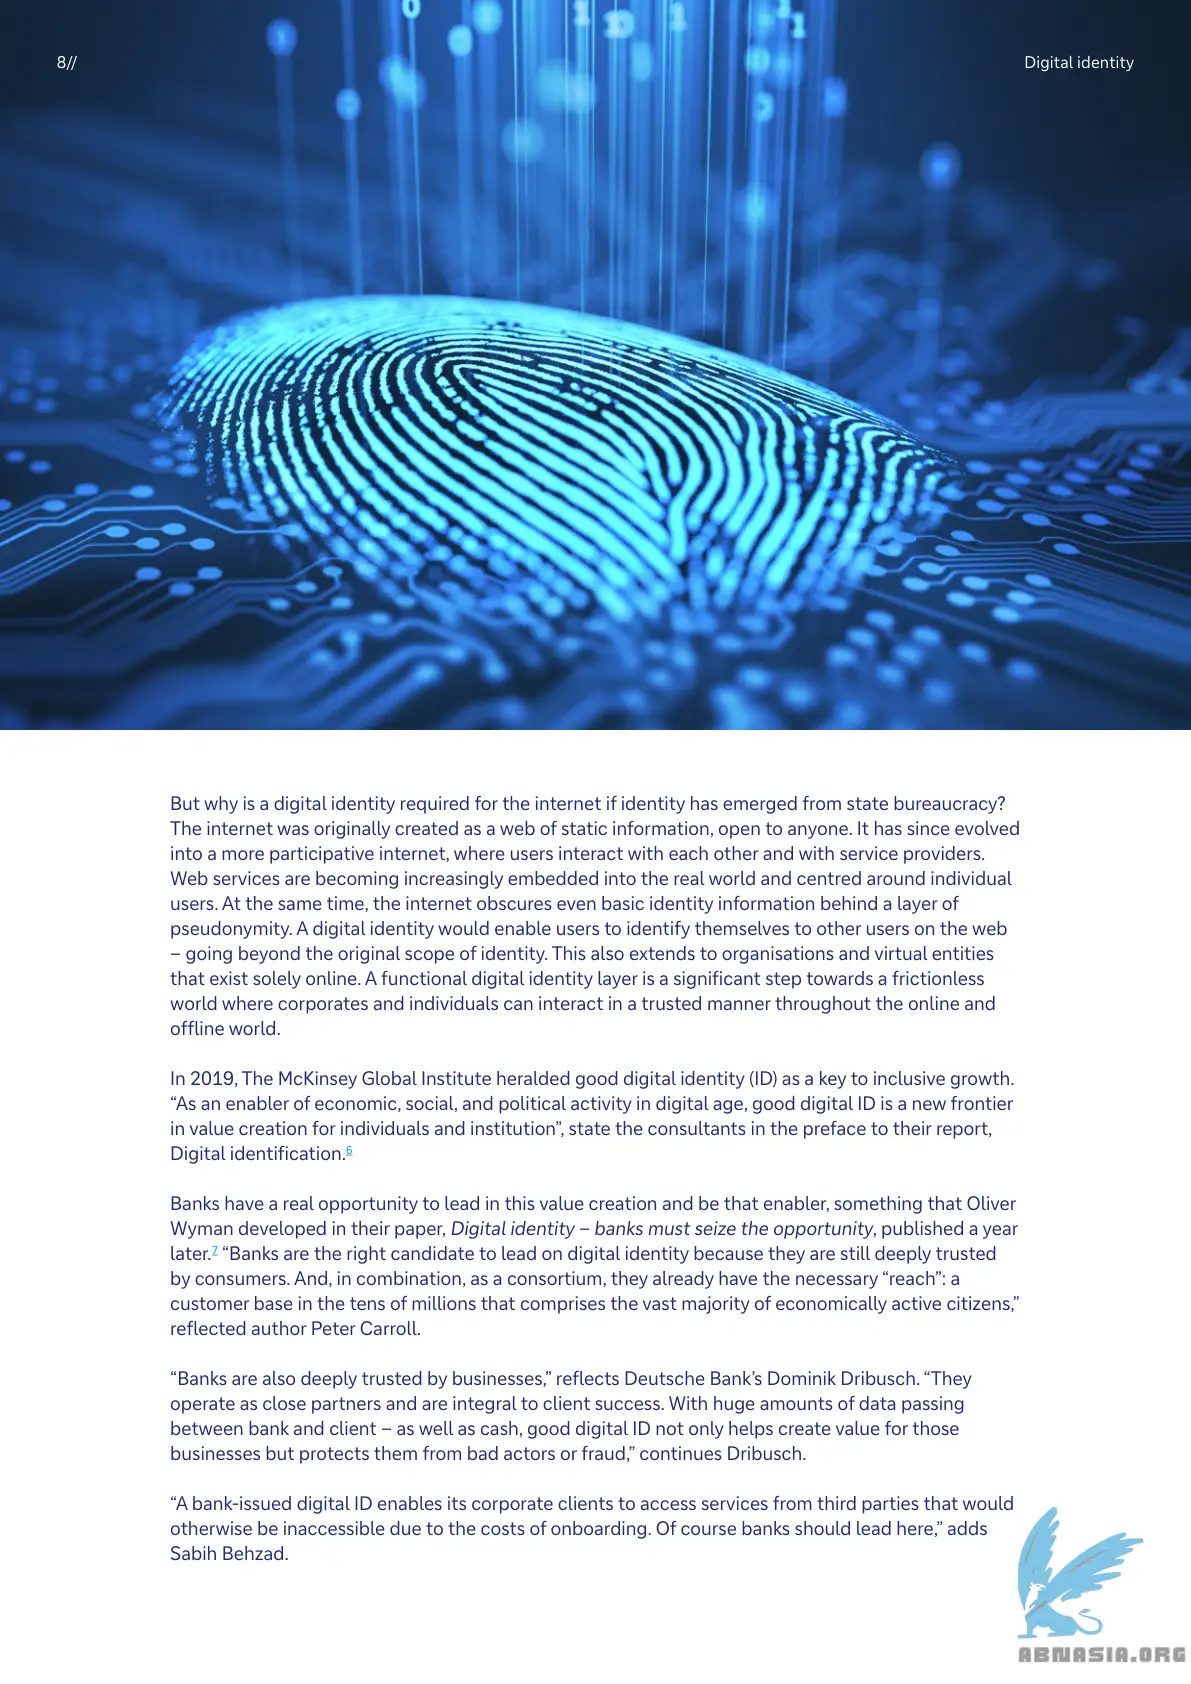 8//
Digital identity
But why is a digital identity required for the internet if identity has emerged from state bureaucracy?
The internet was originally created as a web of static information, open to anyone. It has since evolved
into a more participative internet, where users interact with each other and with service providers.
Web services are becoming increasingly embedded into the real world and centred around individual
users. At the same time, the internet obscures even basic identity information behind a layer of
pseudonymity. A digital identity would enable users to identify themselves to other users on the web
– going beyond the original scope of identity. This also extends to organisations and virtual entities
that exist solely online. A functional digital identity layer is a significant step towards a frictionless
world where corporates and individuals can interact in a trusted manner throughout the online and
offline world.
In 2019, The McKinsey Global Institute heralded good digital identity (ID) as a key to inclusive growth.
“As an enabler of economic, social, and political activity in digital age, good digital ID is a new frontier
in value creation for individuals and institution”, state the consultants in the preface to their report,
Digital identification.6
Banks have a real opportunity to lead in this value creation and be that enabler, something that Oliver
Wyman developed in their paper, Digital identity – banks must seize the opportunity, published a year
later.7 “Banks are the right candidate to lead on digital identity because they are still deeply trusted
by consumers. And, in combination, as a consortium, they already have the necessary “reach”: a
customer base in the tens of millions that comprises the vast majority of economically active citizens,”
reflected author Peter Carroll.
“Banks are also deeply trusted by businesses,” reflects Deutsche Bank’s Dominik Dribusch. “They
operate as close partners and are integral to client success. With huge amounts of data passing
between bank and client – as well as cash, good digital ID not only helps create value for those
businesses but protects them from bad actors or fraud,” continues Dribusch.
“A bank-issued digital ID enables its corporate clients to access services from third parties that would
otherwise be inaccessible due to the costs of onboarding. Of course banks should lead here,” adds
Sabih Behzad.
ABNASIA.ORG